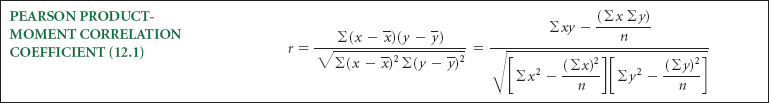 PEARSON PRODUCT-
MOMENT CORRELATION
COEFFICIENT (12.1)
r = Σ(x − x̅)(y − y̅) / √(Σ(x − x̅)² Σ(y − y̅)²) = (Σxy − (Σx Σy)/n) / √([Σx² − (Σx)²/n][Σy² − (Σy)²/n])